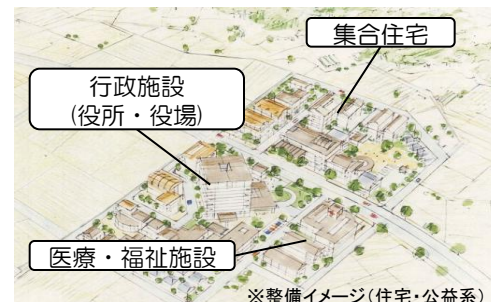 集合住宅
行政施設
(役所・役場)
医療・福祉施設
※整備イメージ(住宅・公益系)